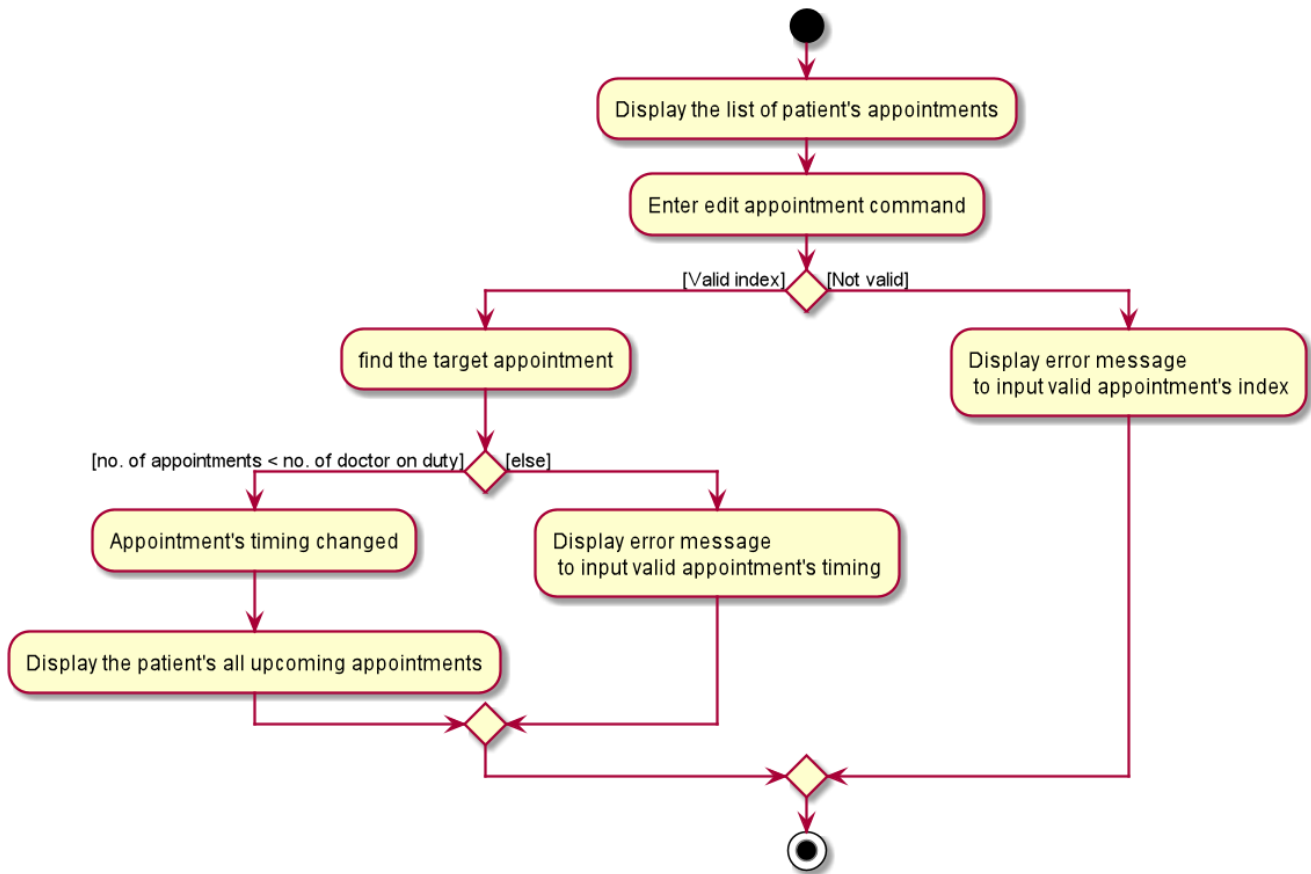 Display the list of patient's appointments
Enter edit appointment command
[Valid index]
[Not valid]
find the target appointment
Display error message
to input valid appointment's index
[no. of appointments < no. of doctor on duty]
[else]
Appointment's timing changed
Display error message
to input valid appointment's timing
Display the patient's all upcoming appointments